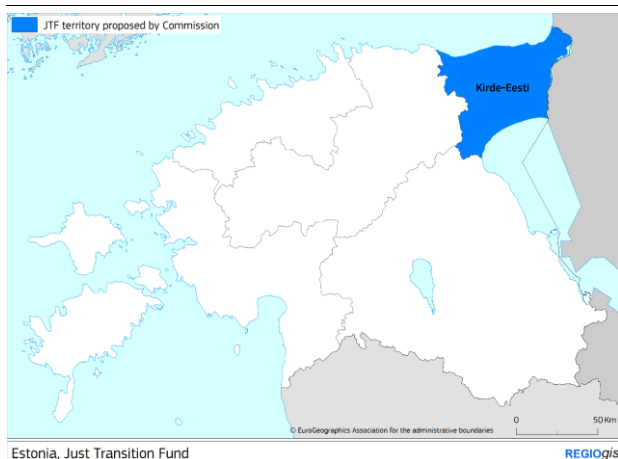 JTF territory proposed by Commission
Kirde-Eesti
© EuroGeographics Association for the administrative boundaries
0 50 Km
Estonia, Just Transition Fund
REGIOgis